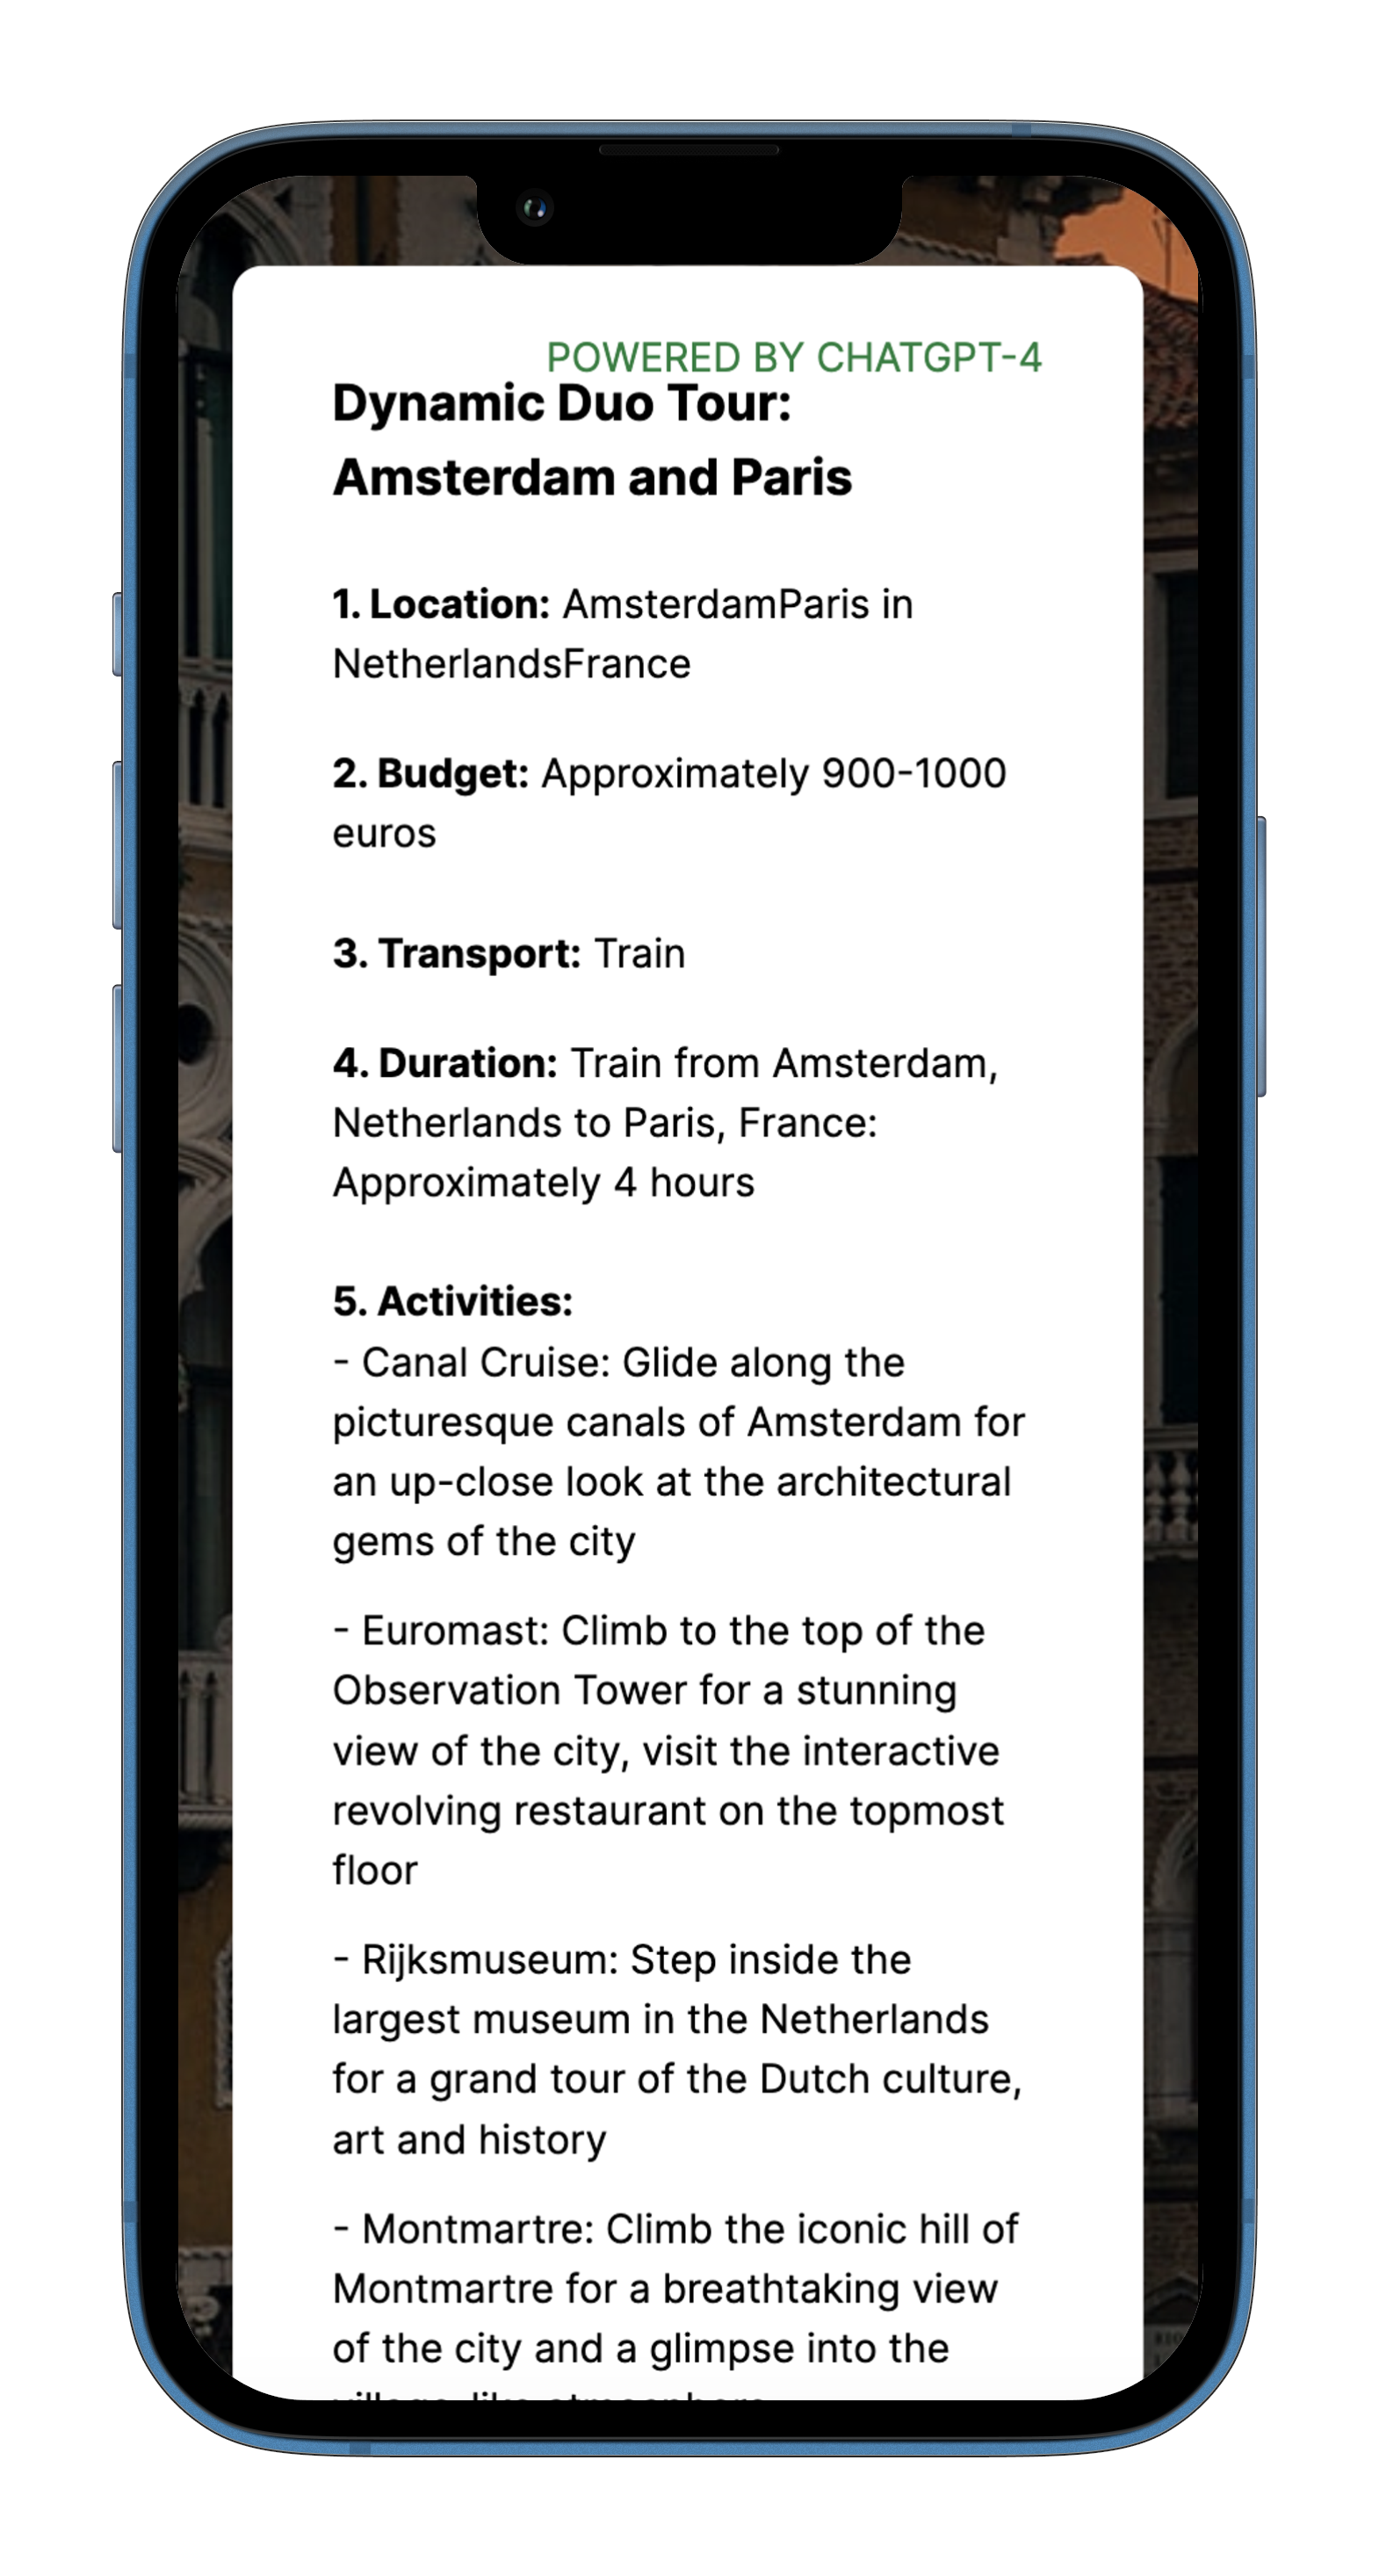 POWERED BY CHATGPT-4
Dynamic Duo Tour:
Amsterdam and Paris
1. Location: AmsterdamParis in
NetherlandsFrance
2. Budget: Approximately 900-1000
euros
3. Transport: Train
4. Duration: Train from Amsterdam,
Netherlands to Paris, France:
Approximately 4 hours
5. Activities:
- Canal Cruise: Glide along the
picturesque canals of Amsterdam for
an up-close look at the architectural
gems of the city
- Euromast: Climb to the top of the
Observation Tower for a stunning
view of the city, visit the interactive
revolving restaurant on the topmost
floor
- Rijksmuseum: Step inside the
largest museum in the Netherlands
for a grand tour of the Dutch culture,
art and history
- Montmartre: Climb the iconic hill of
Montmartre for a breathtaking view
of the city and a glimpse into the